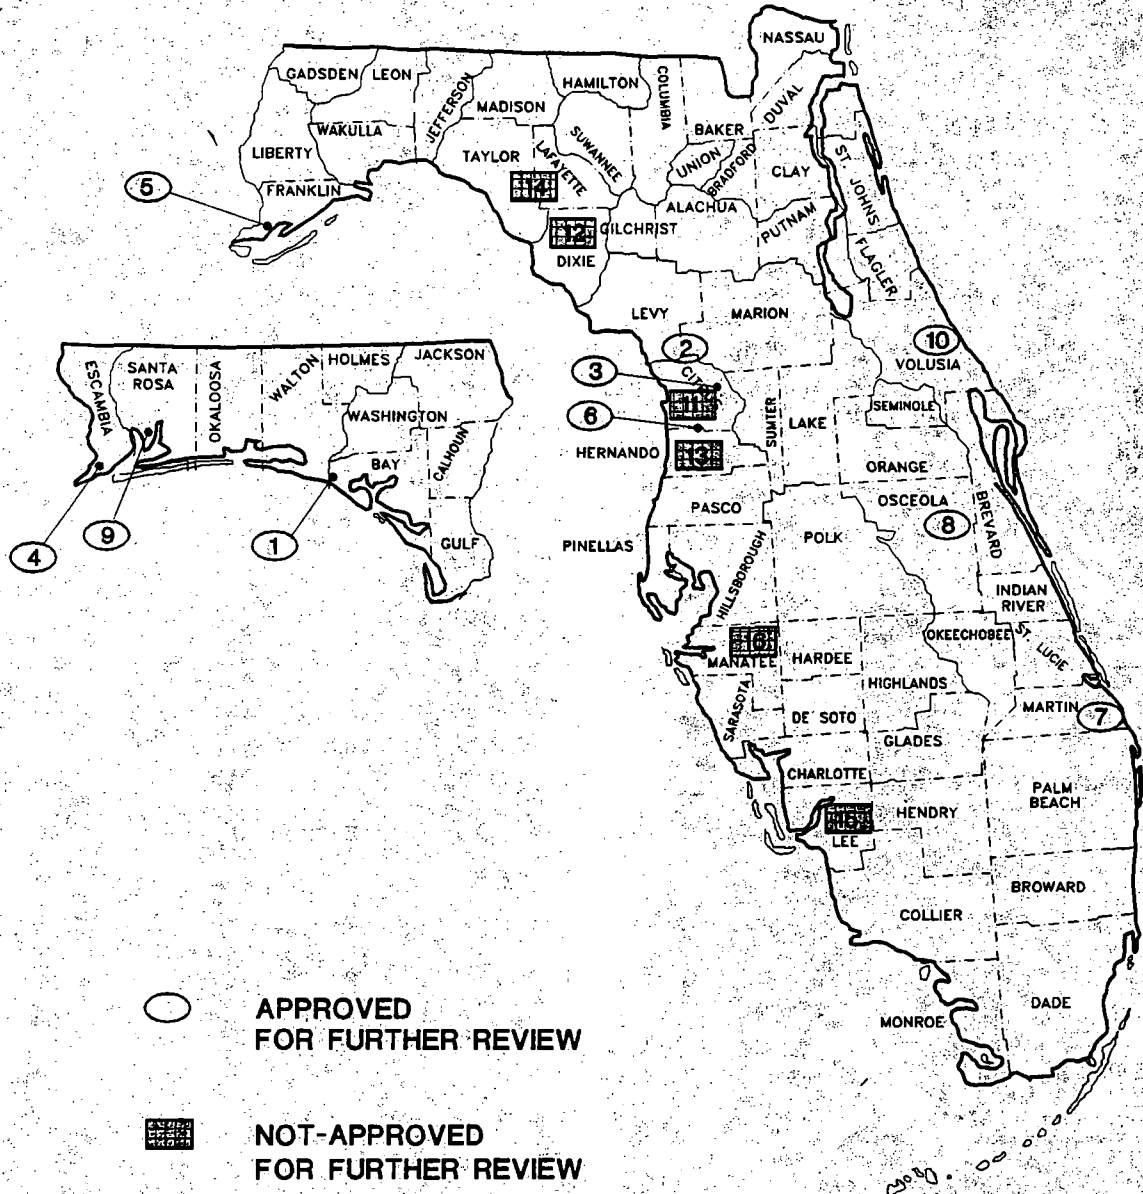 NASSAU
GADSDEN
LEON
JEFFERSON
MADISON
HAMILTON
COLUMBIA
BAKER
DUVAL
WAKULLA
LIBERTY
FRANKLIN
TAYLOR
LAFAYETTE
SUWANNEE
UNION
BRADFORD
CLAY
ST JOHNS
5
14
12
GILCHRIST
ALACHUA
PUTNAM
FLAGLER
DIXIE
LEVY
MARION
10
VOLUSIA
2
3
11
6
HERNANDO
13
SUMTER
LAKE
SEMINOLE
ORANGE
OSCEOLA
8
BREVARD
PASCO
PINELLAS
HILLSBOROUGH
POLK
INDIAN
RIVER
ESCAMBIA
SANTA
ROSA
OKALOOSA
WALTON
HOLMES
JACKSON
WASHINGTON
BAY
CALHOUN
GULF
4
9
1
16
MANATEE
HARDEE
OKEECHOBEE
ST LUCIE
HIGHLANDS
SARASOTA
DE SOTO
MARTIN
7
GLADES
CHARLOTTE
15
LEE
HENDRY
PALM
BEACH
BROWARD
COLLIER
DADE
MONROE
APPROVED
FOR FURTHER REVIEW
NOT-APPROVED
FOR FURTHER REVIEW